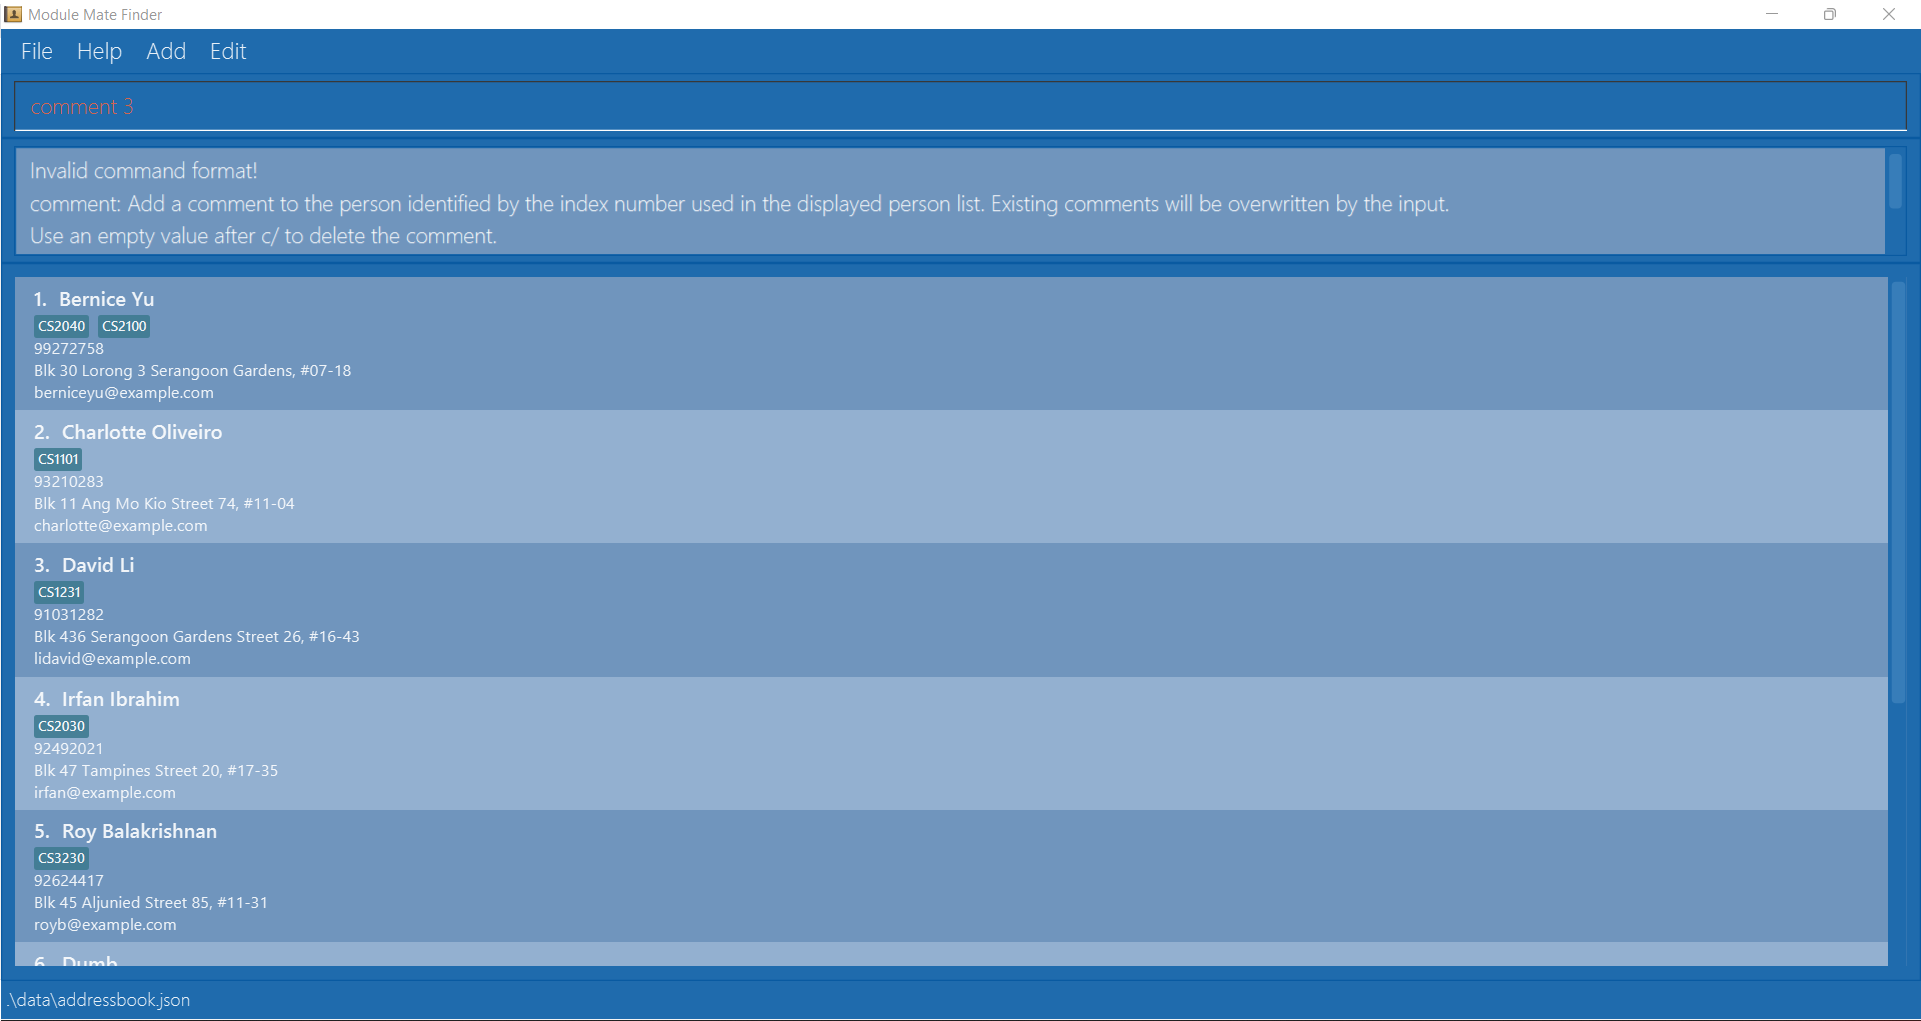 Module Mate Finder
File Help Add Edit
comment 3
Invalid command format!
comment: Add a comment to the person identified by the index number used in the displayed person list. Existing comments will be overwritten by the input.
Use an empty value after c/ to delete the comment.
1. Bernice Yu
CS2040 CS2100
99272758
Blk 30 Lorong 3 Serangoon Gardens, #07-18
berniceyu@example.com
2. Charlotte Oliveiro
CS1101
93210283
Blk 11 Ang Mo Kio Street 74, #11-04
charlotte@example.com
3. David Li
CS1231
91031282
Blk 436 Serangoon Gardens Street 26, #16-43
lidavid@example.com
4. Irfan Ibrahim
CS2030
92492021
Blk 47 Tampines Street 20, #17-35
irfan@example.com
5. Roy Balakrishnan
CS3230
92624417
Blk 45 Aljunied Street 85, #11-31
royb@example.com
6. Dumb
.\data\addressbook.json